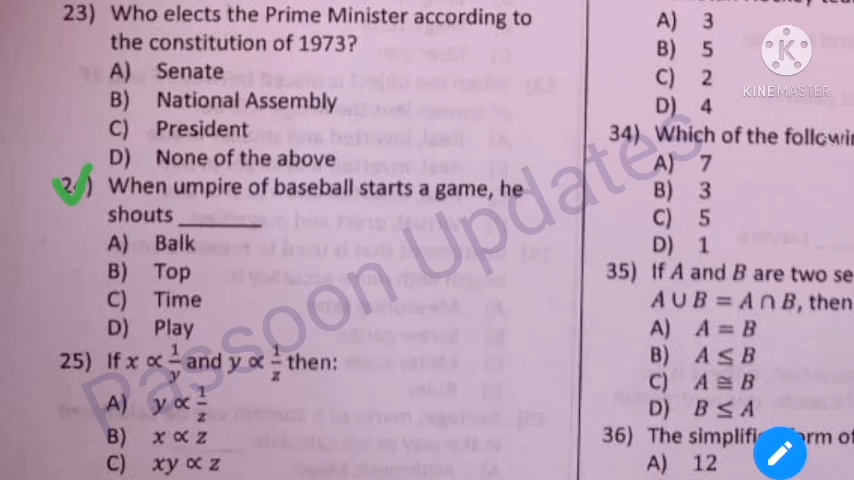 23) Who elects the Prime Minister according to
the constitution of 1973?
A) Senate
B) National Assembly
C) President
D) None of the above
24) When umpire of baseball starts a game, he
shouts ________
A) Balk
B) Top
C) Time
D) Play
25) If x ∝ 1/y and y ∝ 1/z then:
A) y ∝ 1/z
B) x ∝ z
C) xy ∝ z
A) 3
B) 5
C) 2
D) 4
34) Which of the followin
A) 7
B) 3
C) 5
D) 1
35) If A and B are two se
A ∪ B = A ∩ B, then
A) A = B
B) A ≤ B
C) A ≅ B
D) B ≤ A
36) The simplifi orm of
A) 12
KINEMASTER
Passoon Updates